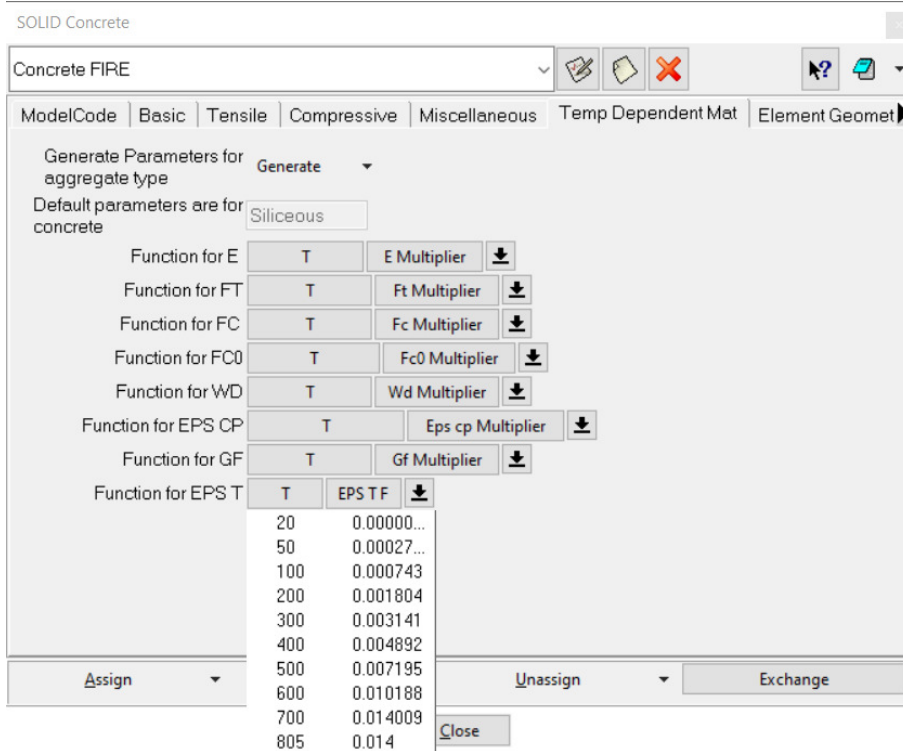 SOLID Concrete
Concrete FIRE
ModelCode Basic Tensile Compressive Miscellaneous Temp Dependent Mat Element Geomet
Generate Parameters for aggregate type Generate
Default parameters are for concrete Siliceous
Function for E T E Multiplier
Function for FT T Ft Multiplier
Function for FC T Fc Multiplier
Function for FC0 T Fc0 Multiplier
Function for WD T Wd Multiplier
Function for EPS CP T Eps cp Multiplier
Function for GF T Gf Multiplier
Function for EPS T T EPS T F
20 0.00000...
50 0.00027...
100 0.000743
200 0.001804
300 0.003141
400 0.004892
500 0.007195
600 0.010188
700 0.014009
805 0.014
Assign Unassign Exchange
Close